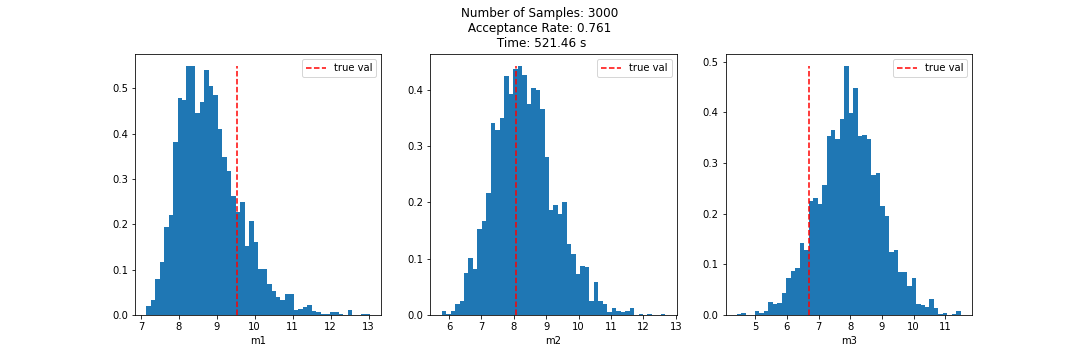 Number of Samples: 3000
Acceptance Rate: 0.761
Time: 521.46 s
true val
0.5
0.4
0.3
0.2
0.1
0.0
7 8 9 10 11 12 13
m1
true val
0.4
0.3
0.2
0.1
0.0
6 7 8 9 10 11 12 13
m2
true val
0.5
0.4
0.3
0.2
0.1
0.0
5 6 7 8 9 10 11
m3